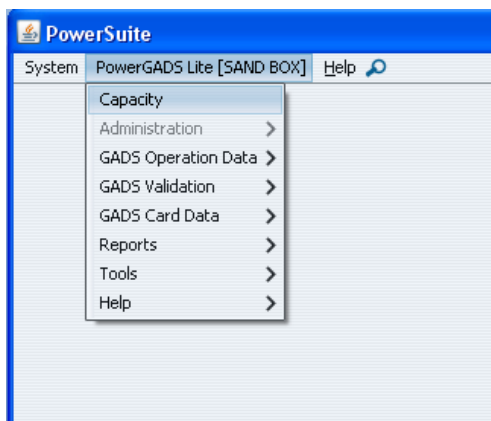 PowerSuite
System PowerGADS Lite [SAND BOX] Help
Capacity
Administration
GADS Operation Data
GADS Validation
GADS Card Data
Reports
Tools
Help